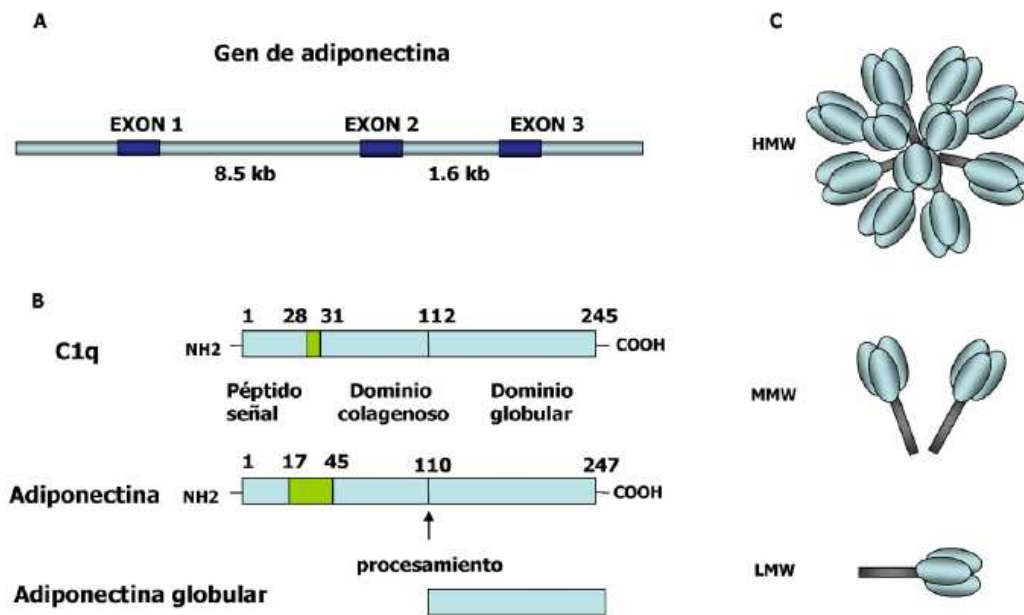 A
Gen de adiponectina
EXON 1 EXON 2 EXON 3
8.5 kb 1.6 kb
B
1 28 31 112 245
C1q NH2 COOH
Péptido señal
Dominio colagenoso
Dominio globular
1 17 45 110 247
Adiponectina NH2 COOH
procesamiento
Adiponectina globular
C
HMW
MMW
LMW